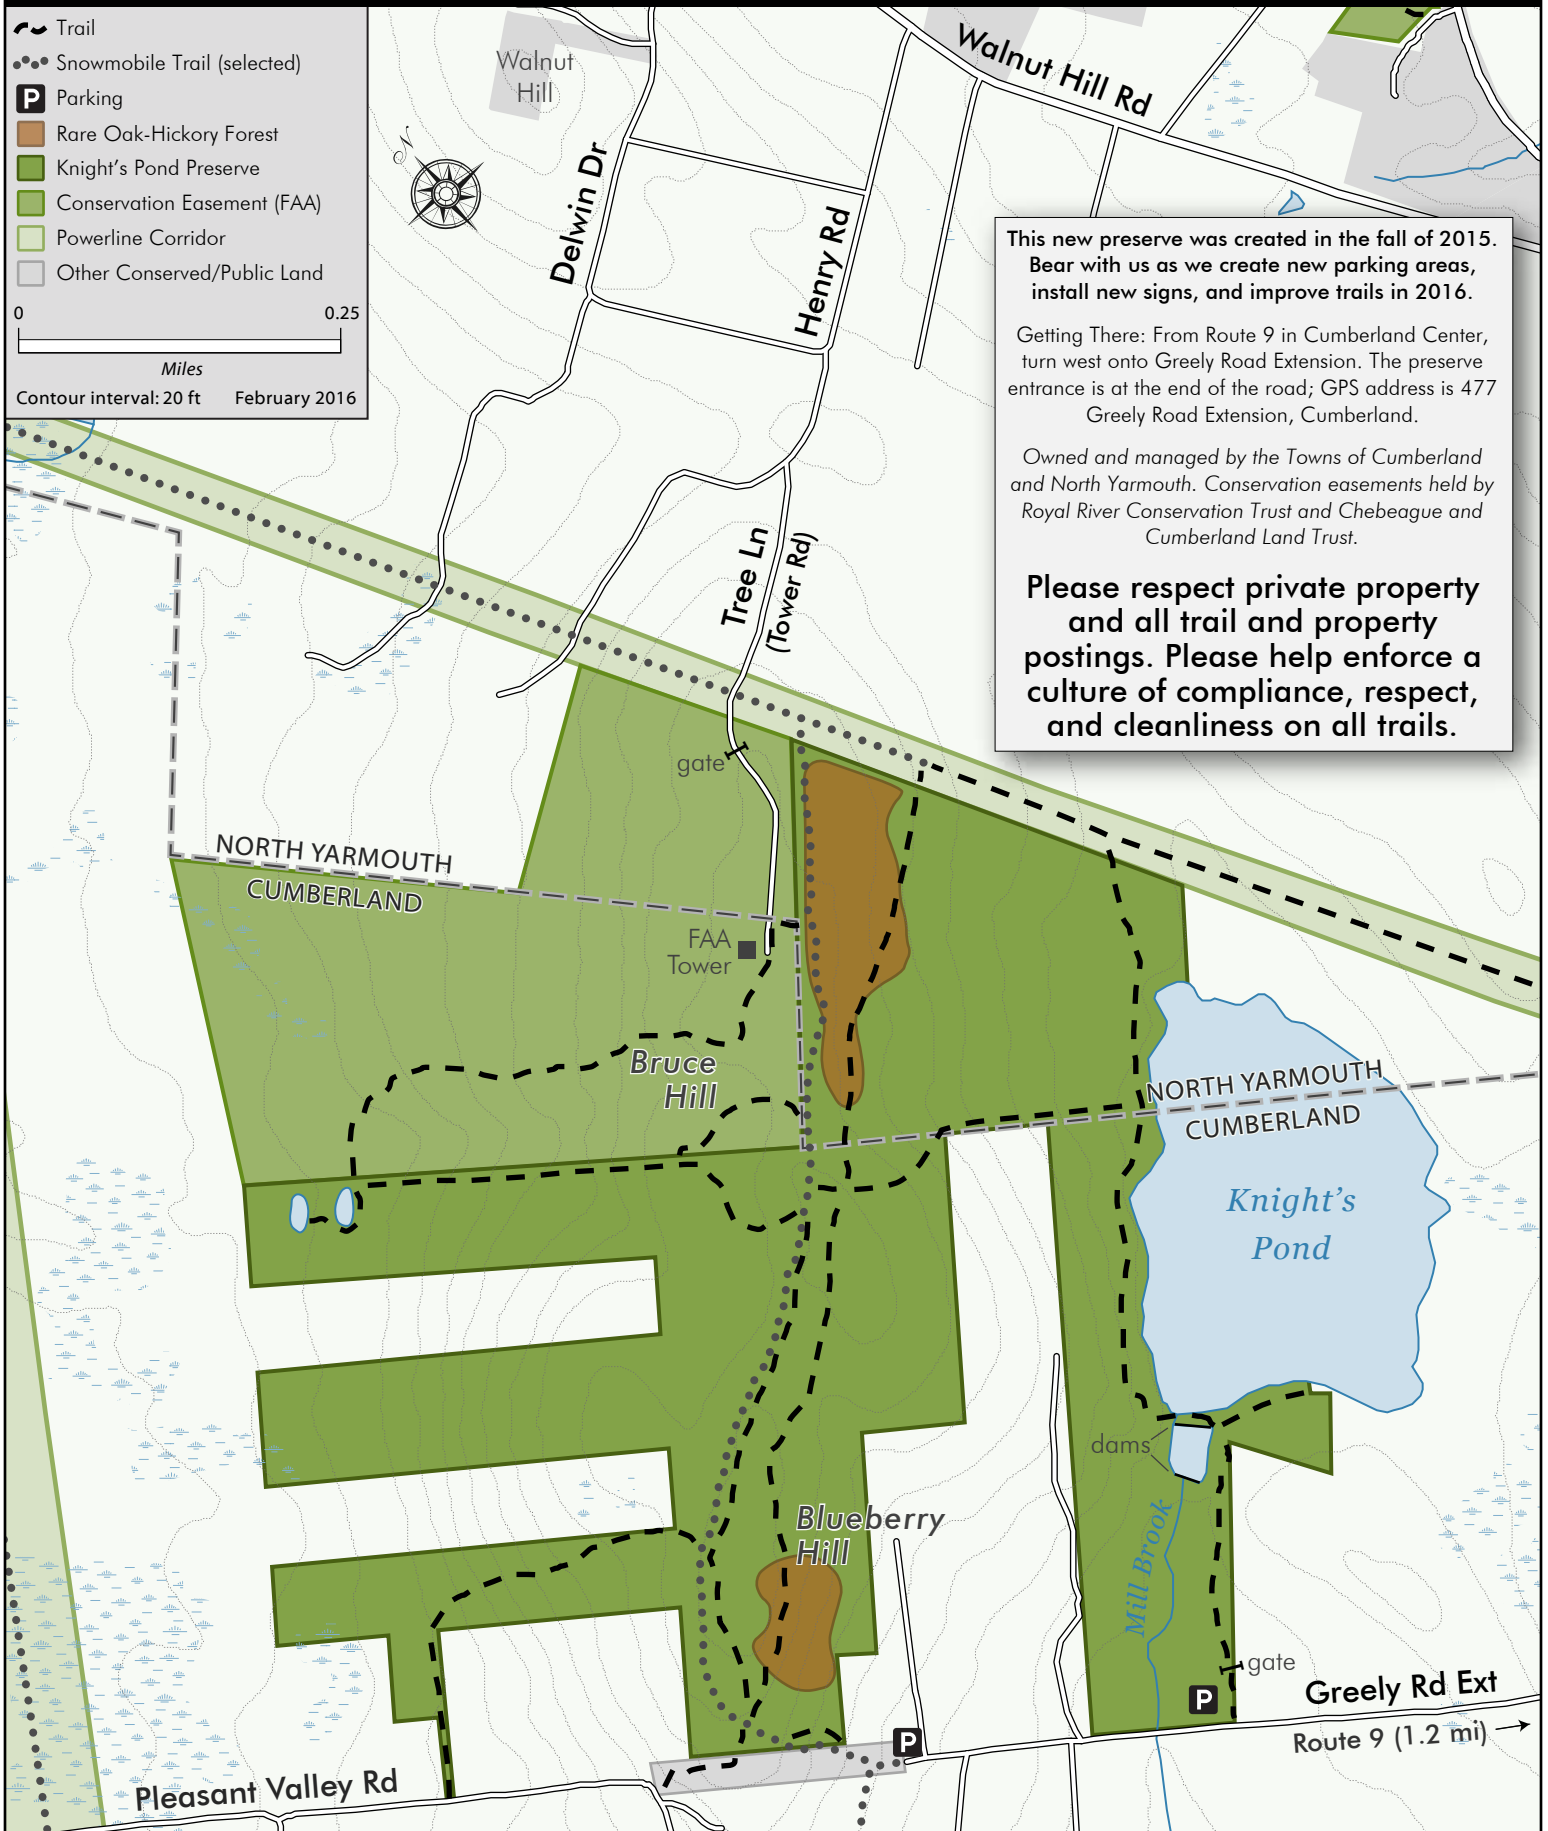 Trail
Snowmobile Trail (selected)
P
Parking
Rare Oak-Hickory Forest
Knight's Pond Preserve
Conservation Easement (FAA)
Powerline Corridor
Other Conserved/Public Land
0
0.25
Miles
Contour interval: 20 ft
February 2016
N
Walnut
Hill
Walnut Hill Rd
Delwin Dr
Henry Rd
This new preserve was created in the fall of 2015.
Bear with us as we create new parking areas,
install new signs, and improve trails in 2016.
Getting There: From Route 9 in Cumberland Center,
turn west onto Greely Road Extension. The preserve
entrance is at the end of the road; GPS address is 477
Greely Road Extension, Cumberland.
Owned and managed by the Towns of Cumberland
and North Yarmouth. Conservation easements held by
Royal River Conservation Trust and Chebeague and
Cumberland Land Trust.
Please respect private property
and all trail and property
postings. Please help enforce a
culture of compliance, respect,
and cleanliness on all trails.
Tree Ln
(Tower Rd)
gate
NORTH YARMOUTH
CUMBERLAND
FAA
Tower
Bruce
Hill
NORTH YARMOUTH
CUMBERLAND
Knight's
Pond
dams
Mill Brook
Blueberry
Hill
gate
P
P
Greely Rd Ext
Route 9 (1.2 mi)
Pleasant Valley Rd